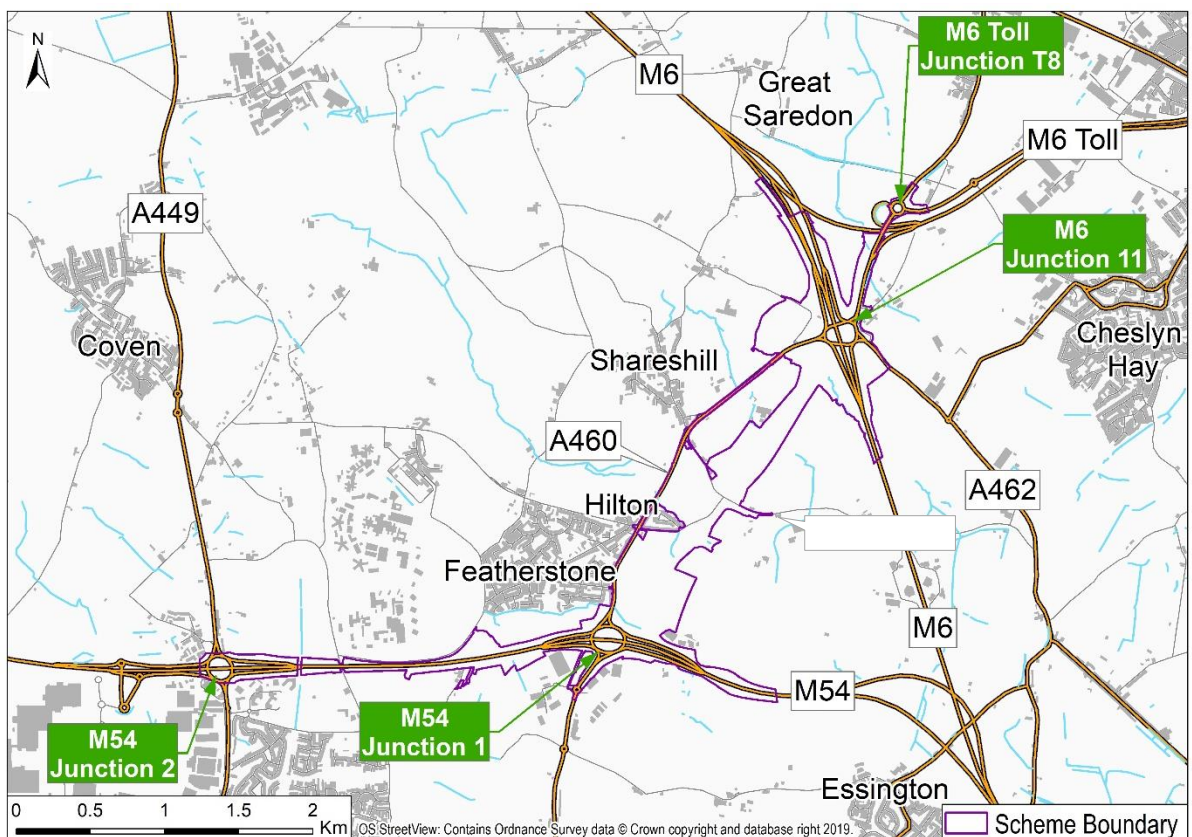 N
M6 Toll
Junction T8
M6
Great
Saredon
M6 Toll
A449
M6
Junction 11
Coven
Shareshill
Cheslyn
Hay
A460
A462
Hilton
Featherstone
M6
M54
M54
Junction 1
M54
Junction 2
Essington
0 0.5 1 1.5 2
Km
OS StreetView: Contains Ordnance Survey data © Crown copyright and database right 2019.
Scheme Boundary